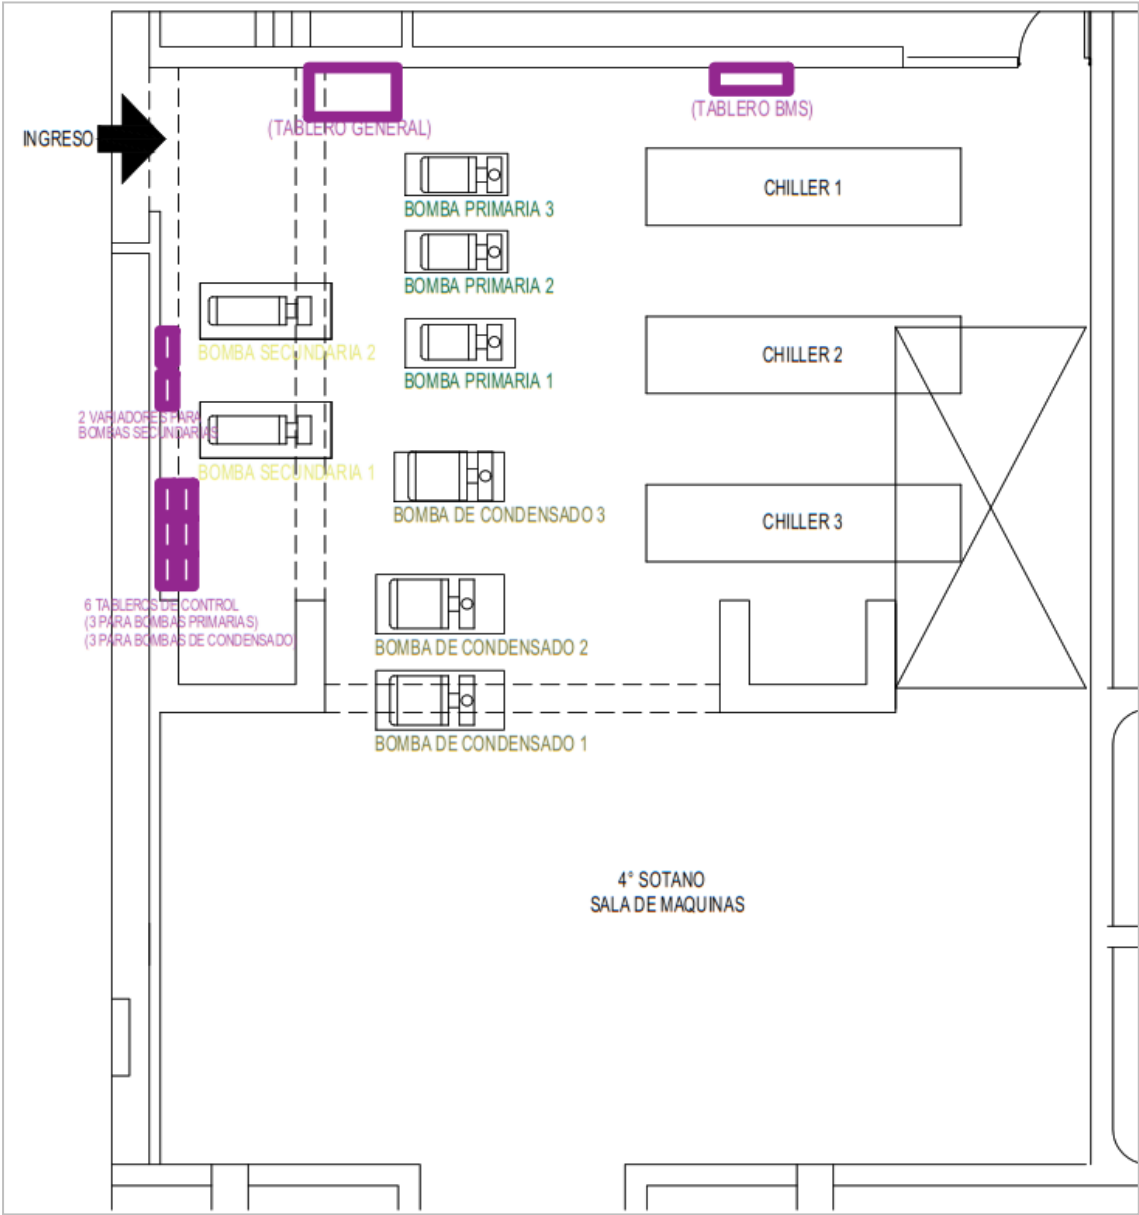 (TABLERO BMS)
(TABLERO GENERAL)
INGRESO
CHILLER 1
BOMBA PRIMARIA 3
BOMBA PRIMARIA 2
BOMBA SECUNDARIA 2
CHILLER 2
BOMBA PRIMARIA 1
2 VARIADORES PARA
BOMBAS SECUNDARIAS
BOMBA SECUNDARIA 1
BOMBA DE CONDENSADO 3
CHILLER 3
6 TABLEROS DE CONTROL
(3 PARA BOMBAS PRIMARIAS)
(3 PARA BOMBAS DE CONDENSADO)
BOMBA DE CONDENSADO 2
BOMBA DE CONDENSADO 1
4° SOTANO
SALA DE MAQUINAS